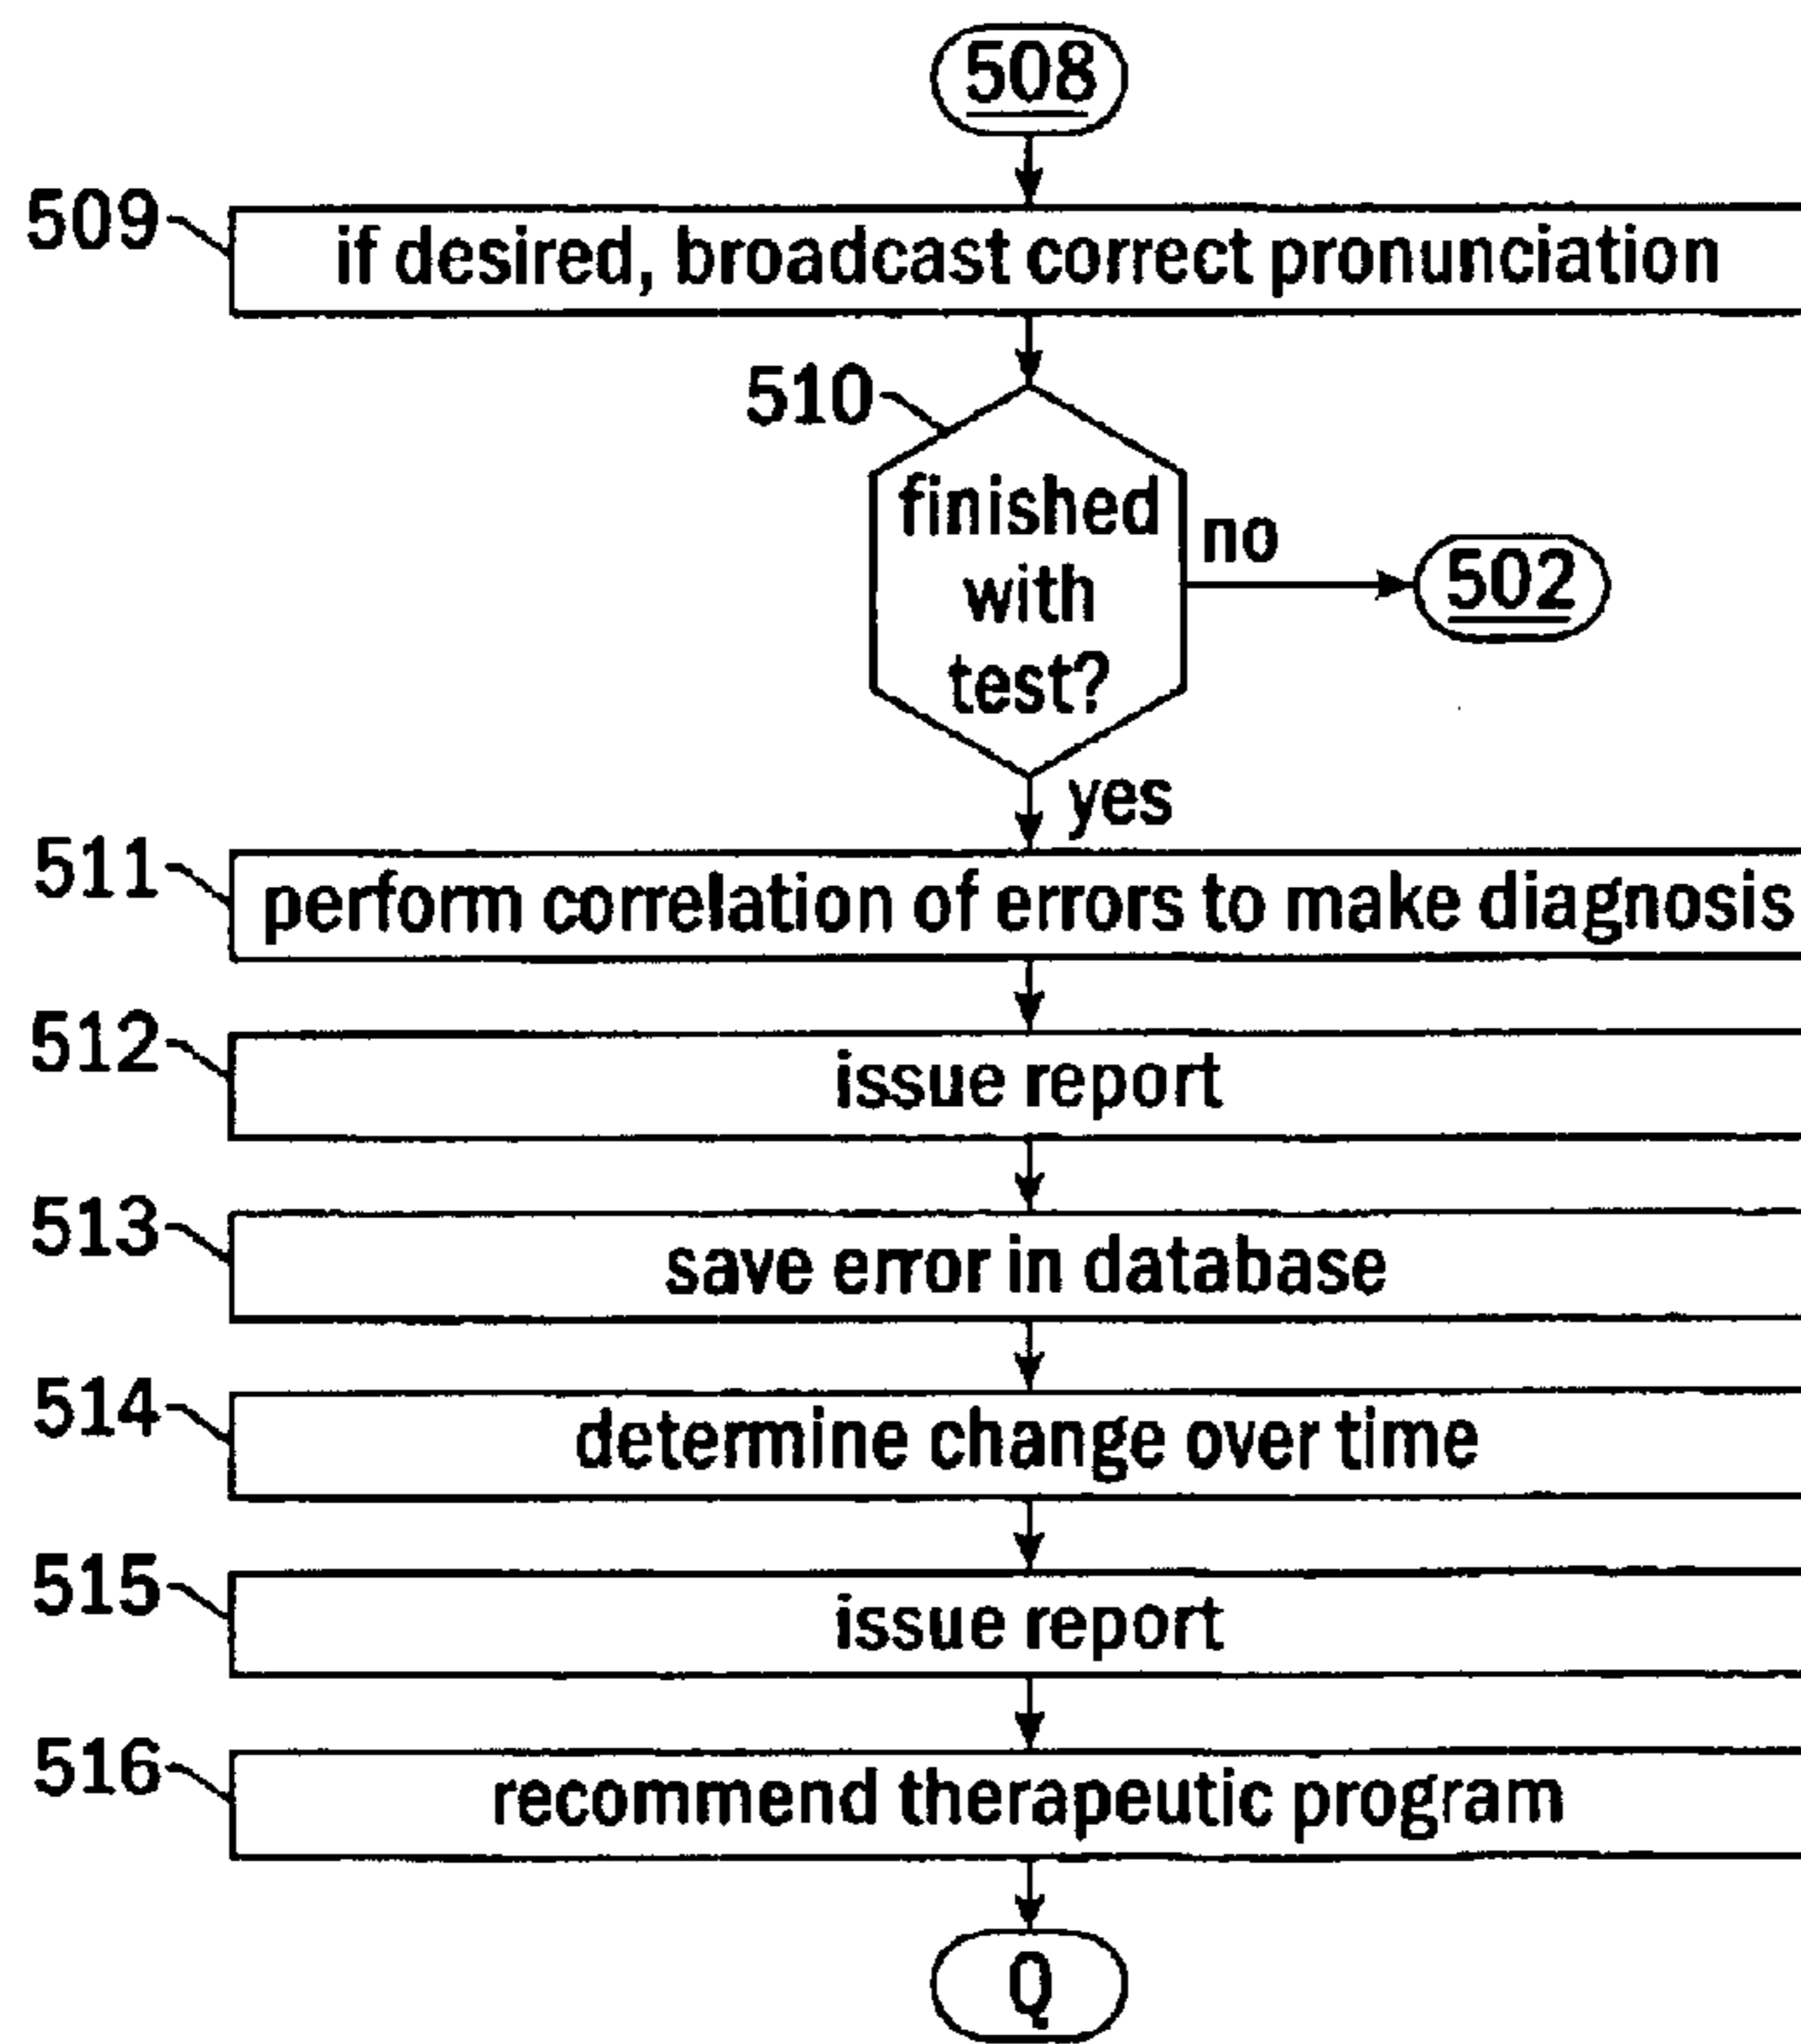 508
509
if desired, broadcast correct pronunciation
510
finished
with
test?
no
502
yes
511
perform correlation of errors to make diagnosis
512
issue report
513
save error in database
514
determine change over time
515
issue report
516
recommend therapeutic program
Q